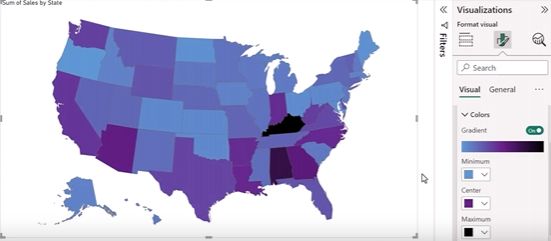 Sum of Sales by State
Filters
Visualizations
Format visual
Search
Visual
General
Colors
Gradient
On
Minimum
Center
Maximum